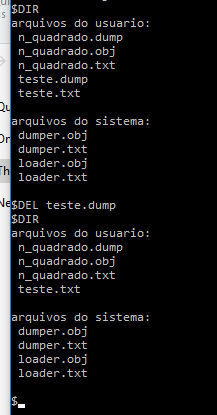 $DIR
arquivos do usuario:
n_quadrado.dump
n_quadrado.obj
n_quadrado.txt
teste.dump
teste.txt
arquivos do sistema:
dumper.obj
dumper.txt
loader.obj
loader.txt
$DEL teste.dump
$DIR
arquivos do usuario:
n_quadrado.dump
n_quadrado.obj
n_quadrado.txt
teste.txt
arquivos do sistema:
dumper.obj
dumper.txt
loader.obj
loader.txt
$_